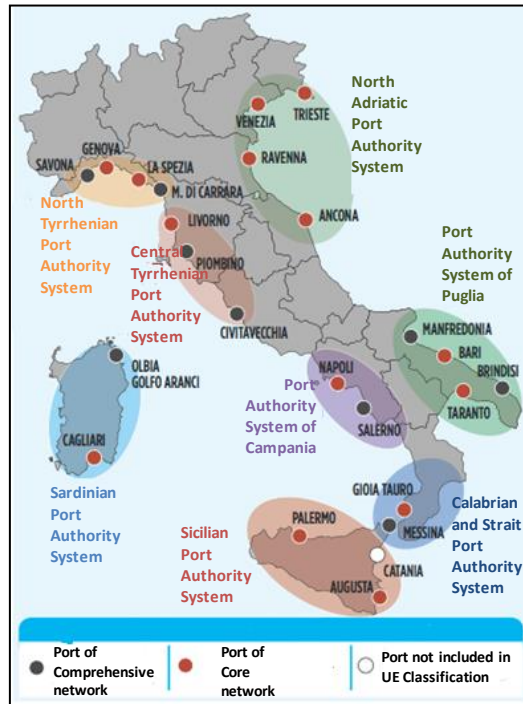 North
Adriatic
Port
Authority
System
VENEZIA
TRIESTE
GENOVA
SAVONA
LA SPEZIA
RAVENNA
M. DI CARRARA
North
Tyrrhenian
Port
Authority
System
LIVORNO
ANCONA
Central
Tyrrhenian
Port
Authority
System
PIOMBINO
CIVITAVECCHIA
Port
Authority
System of
Puglia
MANFREDONIA
BARI
BRINDISI
TARANTO
OLBIA
GOLFO ARANCI
CAGLIARI
NAPOLI
Port
Authority
System of
Campania
SALERNO
Sardinian
Port
Authority
System
GIOIA TAURO
MESSINA
Calabrian
and Strait
Port
Authority
System
Sicilian
Port
Authority
System
PALERMO
CATANIA
AUGUSTA
Port of
Comprehensive
network
Port of
Core
network
Port not included in
UE Classification